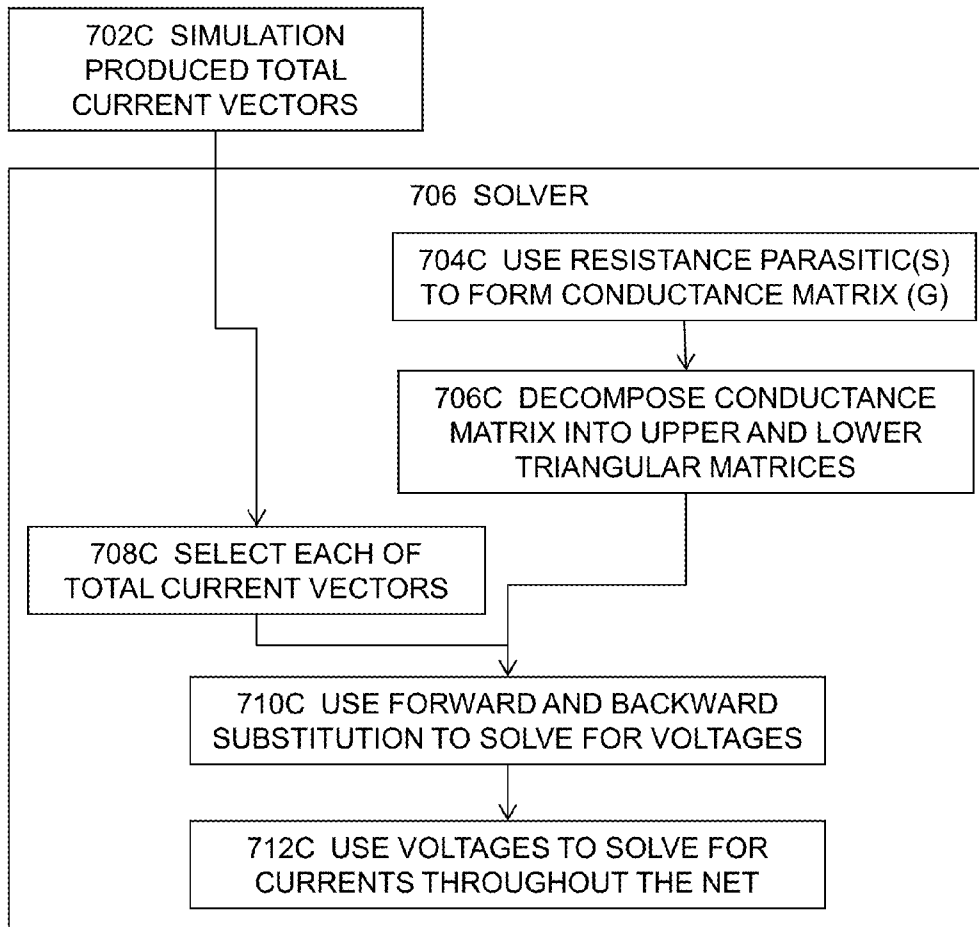 702C SIMULATION
PRODUCED TOTAL
CURRENT VECTORS
706 SOLVER
704C USE RESISTANCE PARASITIC(S)
TO FORM CONDUCTANCE MATRIX (G)
706C DECOMPOSE CONDUCTANCE
MATRIX INTO UPPER AND LOWER
TRIANGULAR MATRICES
708C SELECT EACH OF
TOTAL CURRENT VECTORS
710C USE FORWARD AND BACKWARD
SUBSTITUTION TO SOLVE FOR VOLTAGES
712C USE VOLTAGES TO SOLVE FOR
CURRENTS THROUGHOUT THE NET